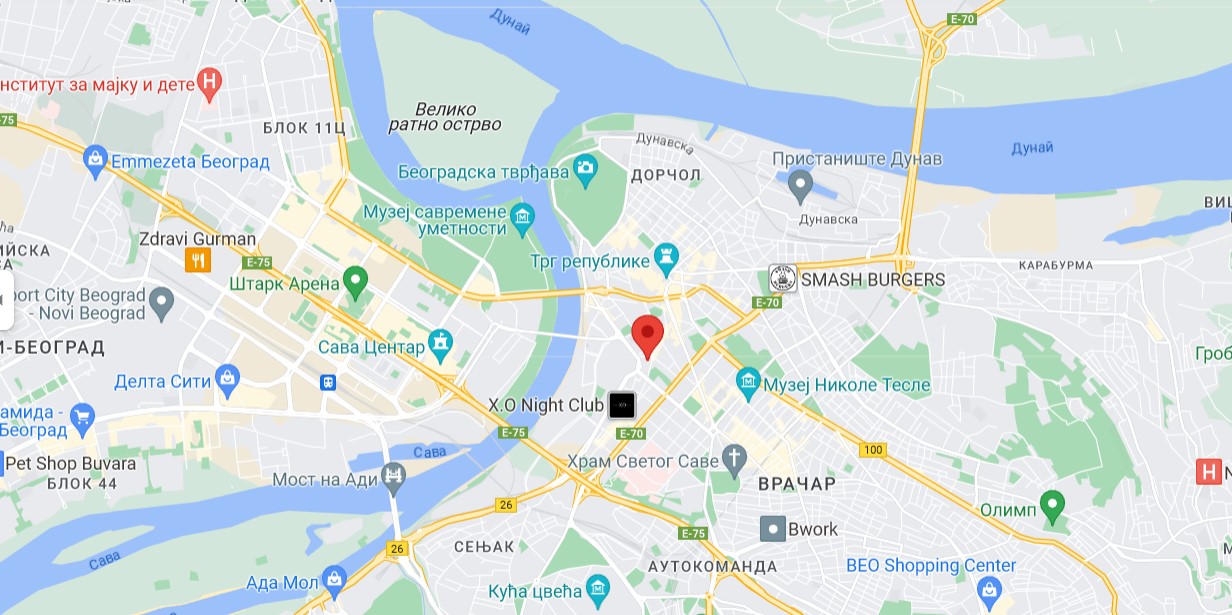 Дунај
E-70
нститут за мајку и дете
H
Велико
ратно острво
75
БЛОК 11Ц
Дунавска
Дунај
Emmezeta Београд
Београдска тврђава
ДОРЧОЛ
Пристаниште Дунав
Музеј савремене
уметности
Дунавска
ВИ
Zdravi Gurman
ИЈСКА
E-75
Трг републике
КАРАБУРМА
Штарк Арена
SMASH BURGERS
port City Beograd
- Novi Beograd
E-70
И-БЕОГРАД
Сава Центар
Гроб
Делта Сити
Музеј Николе Тесле
X.O Night Club
амида -
Београд
E-75
E-70
Сава
100
Pet Shop Buvara
Храм Светог Саве
БЛОК 44
Мост на Ади
ВРАЧАР
H
26
Олимп
Bwork
E-75
26
СЕЊАК
Сава
АУТОКОМАНДА
BEO Shopping Center
Ада Мол
Кућа цвећа